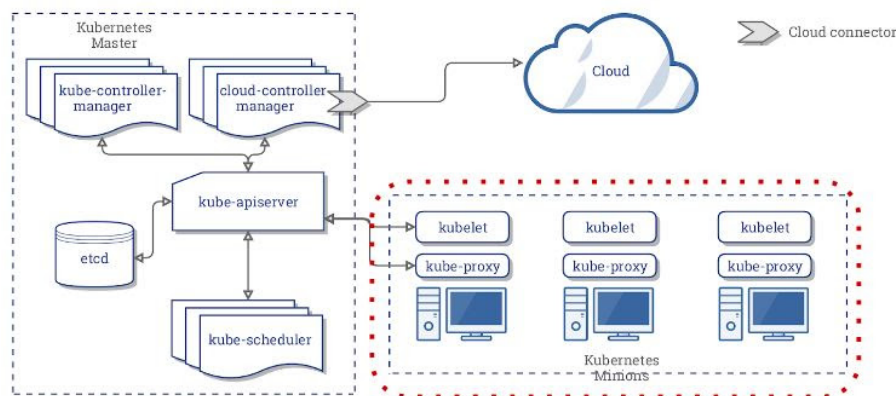 Kubernetes
Master
Cloud connector
kube-controller-
manager
cloud-controller
manager
Cloud
kube-apiserver
etcd
kube-scheduler
kubelet
kubelet
kubelet
kube-proxy
kube-proxy
kube-proxy
Kubernetes
Minions